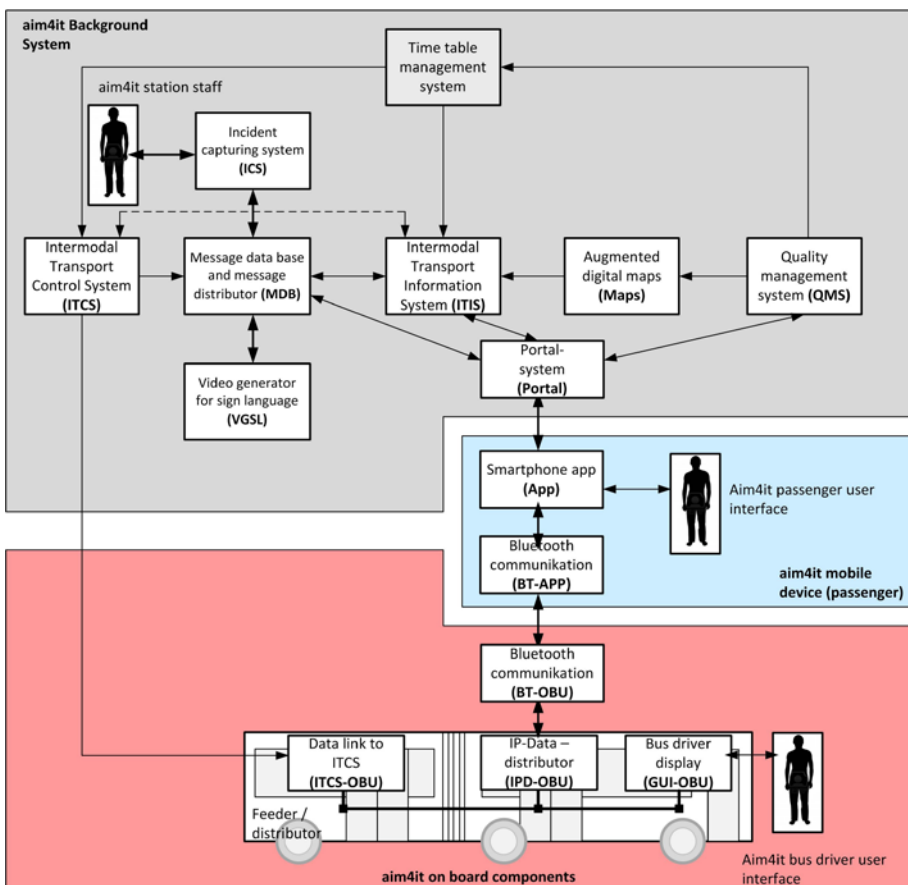 aim4it Background
System
Time table
management
system
aim4it station staff
Incident
capturing system
(ICS)
Intermodal
Transport
Control System
(ITCS)
Message data base
and message
distributor (MDB)
Intermodal
Transport
Information
System (ITIS)
Augmented
digital maps
(Maps)
Quality
management
system (QMS)
Portal-
system
(Portal)
Video generator
for sign language
(VGSL)
Smartphone app
(App)
Aim4it passenger user
interface
Bluetooth
communikation
(BT-APP)
aim4it mobile
device (passenger)
Bluetooth
communikation
(BT-OBU)
Data link to
ITCS
(ITCS-OBU)
IP-Data –
distributor
(IPD-OBU)
Bus driver
display
(GUI-OBU)
Feeder /
distributor
Aim4it bus driver user
interface
aim4it on board components